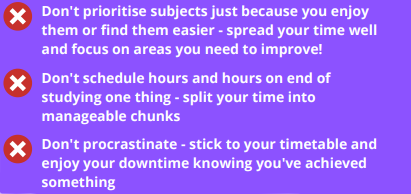 Don't prioritise subjects just because you enjoy
them or find them easier - spread your time well
and focus on areas you need to improve!
Don't schedule hours and hours on end of
studying one thing - split your time into
manageable chunks
Don't procrastinate - stick to your timetable and
enjoy your downtime knowing you've achieved
something